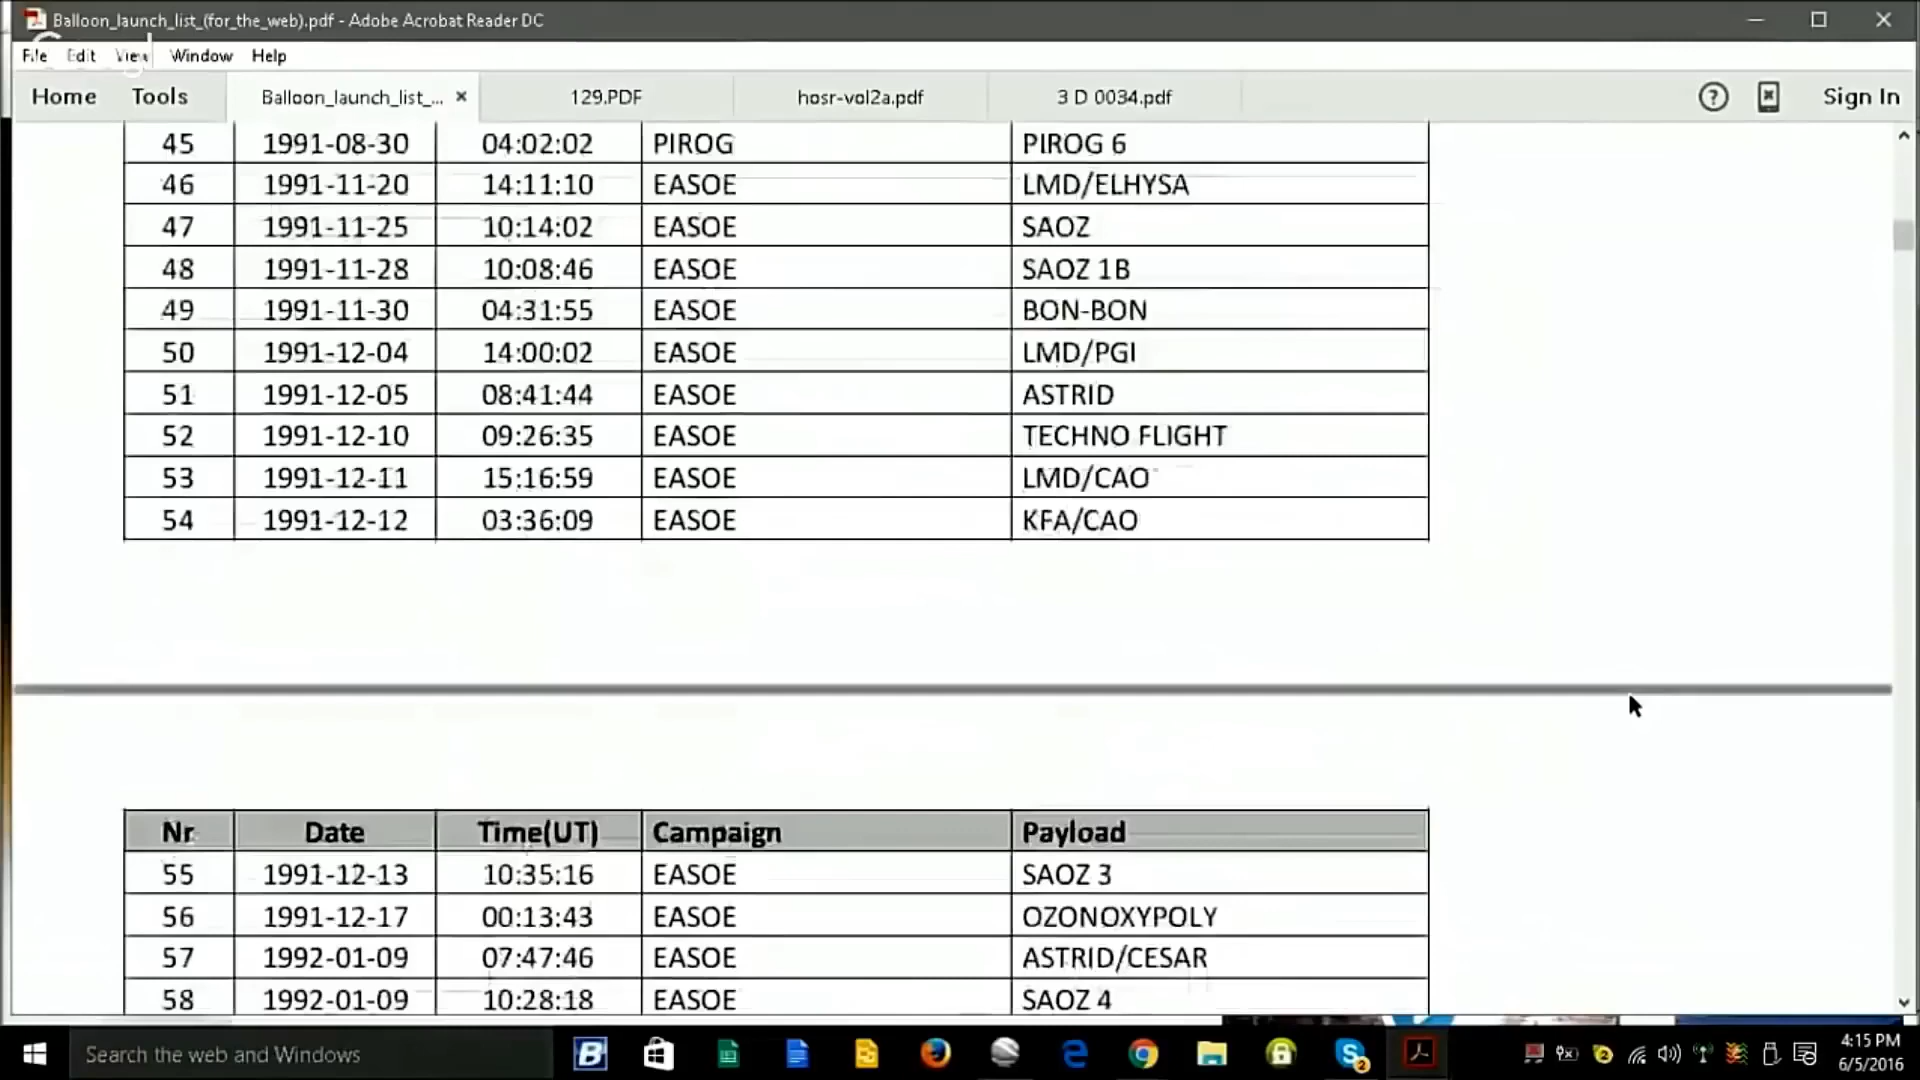 Balloon_launch_list_(for_the_web).pdf - Adobe Acrobat Reader DC
File Edit View Window Help
Home Tools Balloon_launch_list_... × 129.PDF hosr-vol2a.pdf 3 D 0034.pdf Sign In
45 1991-08-30 04:02:02 PIROG PIROG 6
46 1991-11-20 14:11:10 EASOE LMD/ELHYSA
47 1991-11-25 10:14:02 EASOE SAOZ
48 1991-11-28 10:08:46 EASOE SAOZ 1B
49 1991-11-30 04:31:55 EASOE BON-BON
50 1991-12-04 14:00:02 EASOE LMD/PGI
51 1991-12-05 08:41:44 EASOE ASTRID
52 1991-12-10 09:26:35 EASOE TECHNO FLIGHT
53 1991-12-11 15:16:59 EASOE LMD/CAO
54 1991-12-12 03:36:09 EASOE KFA/CAO
Nr Date Time(UT) Campaign Payload
55 1991-12-13 10:35:16 EASOE SAOZ 3
56 1991-12-17 00:13:43 EASOE OZONOXYPOLY
57 1992-01-09 07:47:46 EASOE ASTRID/CESAR
58 1992-01-09 10:28:18 EASOE SAOZ 4
Search the web and Windows
4:15 PM
6/5/2016